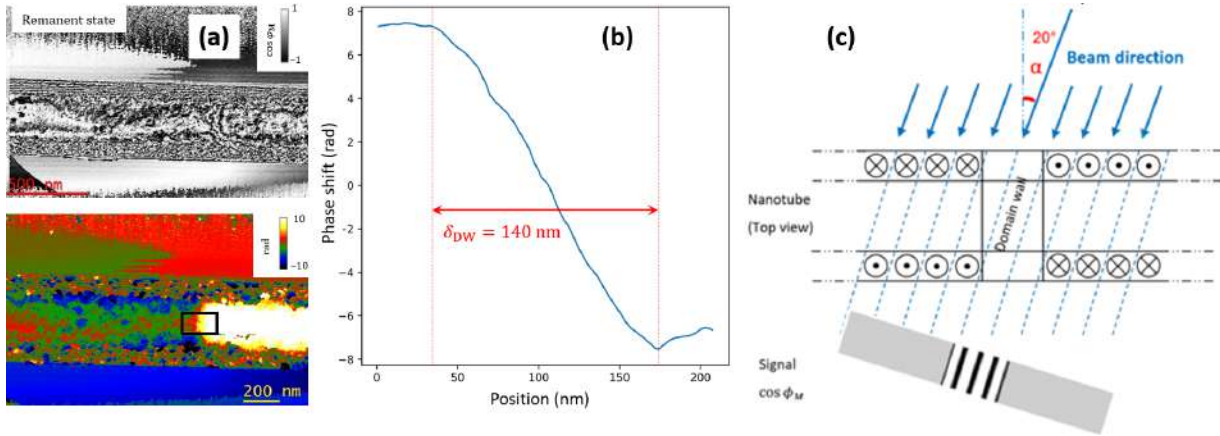 Remanent state
(a)
cos φM
1
-1
500 nm
10
rad
-10
200 nm
8
6
4
2
0
-2
-4
-6
-8
Phase shift (rad)
(b)
δDW = 140 nm
0
50
100
150
200
Position (nm)
(c)
20°
α
Beam direction
Nanotube
(Top view)
Domain wall
Signal
cos ϕM